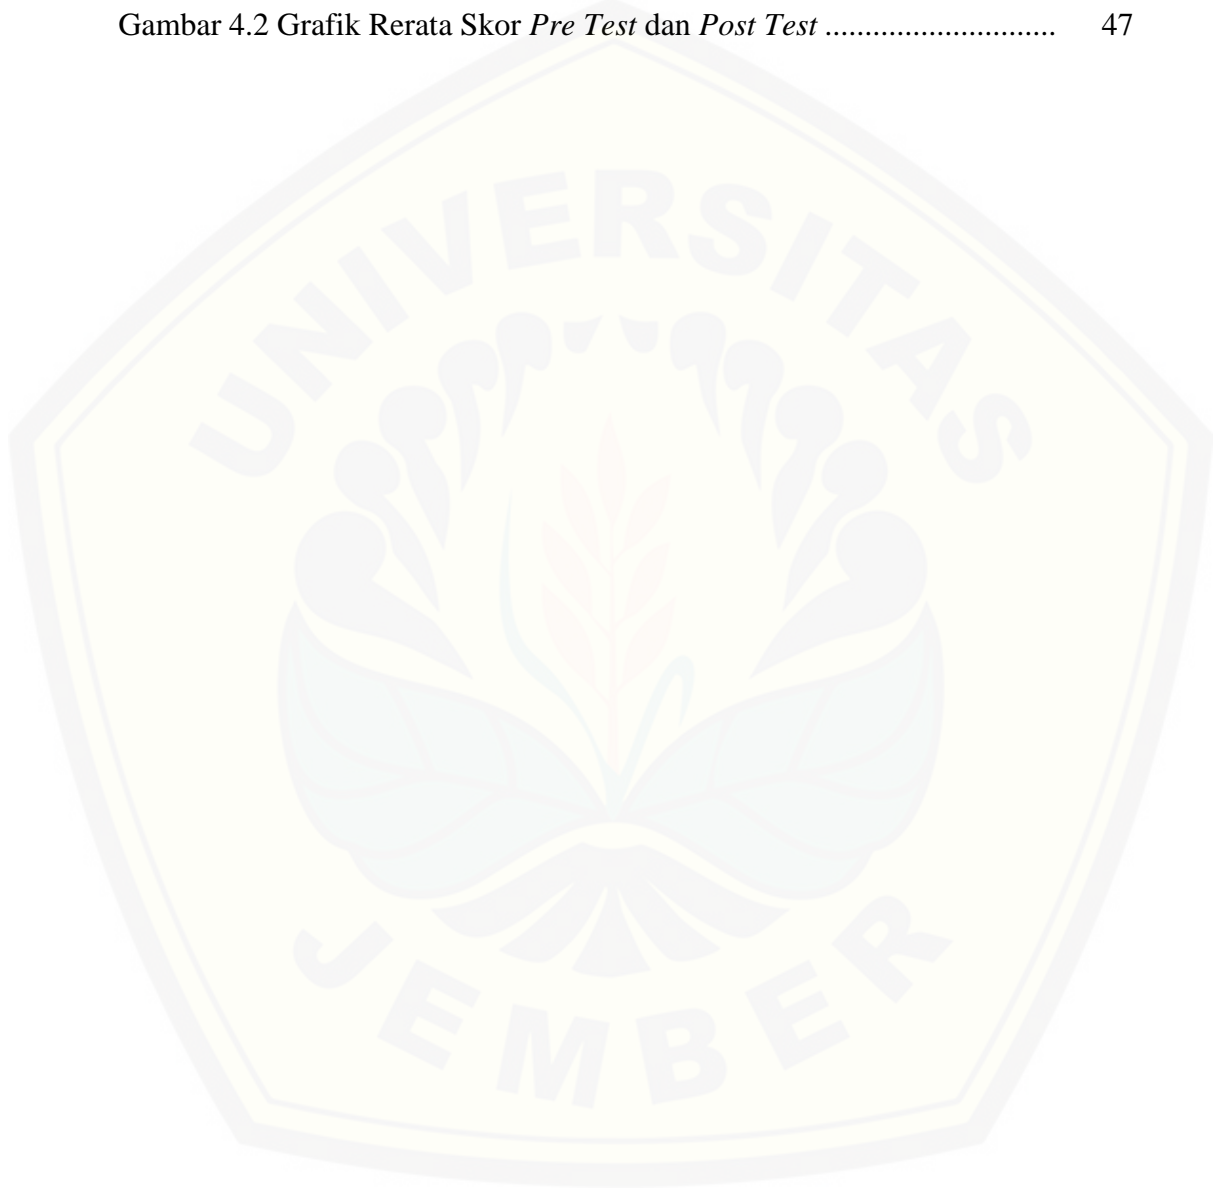 Gambar 4.2 Grafik Rerata Skor Pre Test dan Post Test ............................. 47
UNIVERSITAS
JEMBER